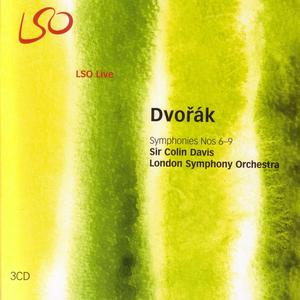 LSO
LSO Live
Dvořák
Symphonies Nos 6–9
Sir Colin Davis
London Symphony Orchestra
3CD